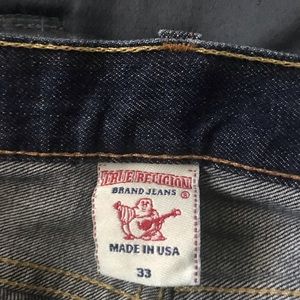 TRUE RELIGION
BRAND JEANS ®
MADE IN USA
33